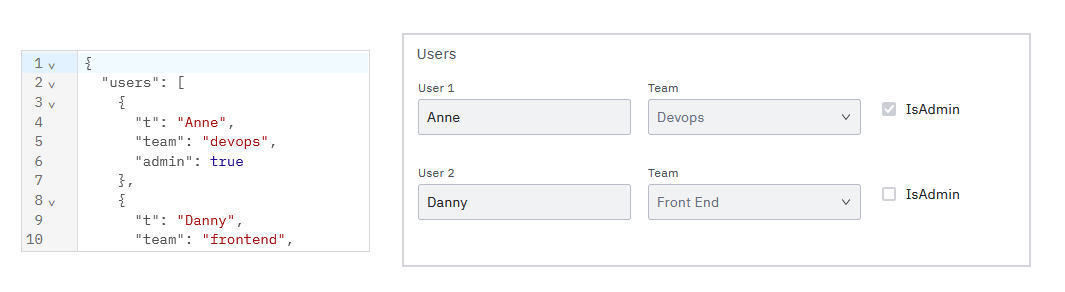 1 {
2 "users": [
3 {
4 "t": "Anne",
5 "team": "devops",
6 "admin": true
7 },
8 {
9 "t": "Danny",
10 "team": "frontend",
Users
User 1 Team
Anne Devops IsAdmin
User 2 Team
Danny Front End IsAdmin